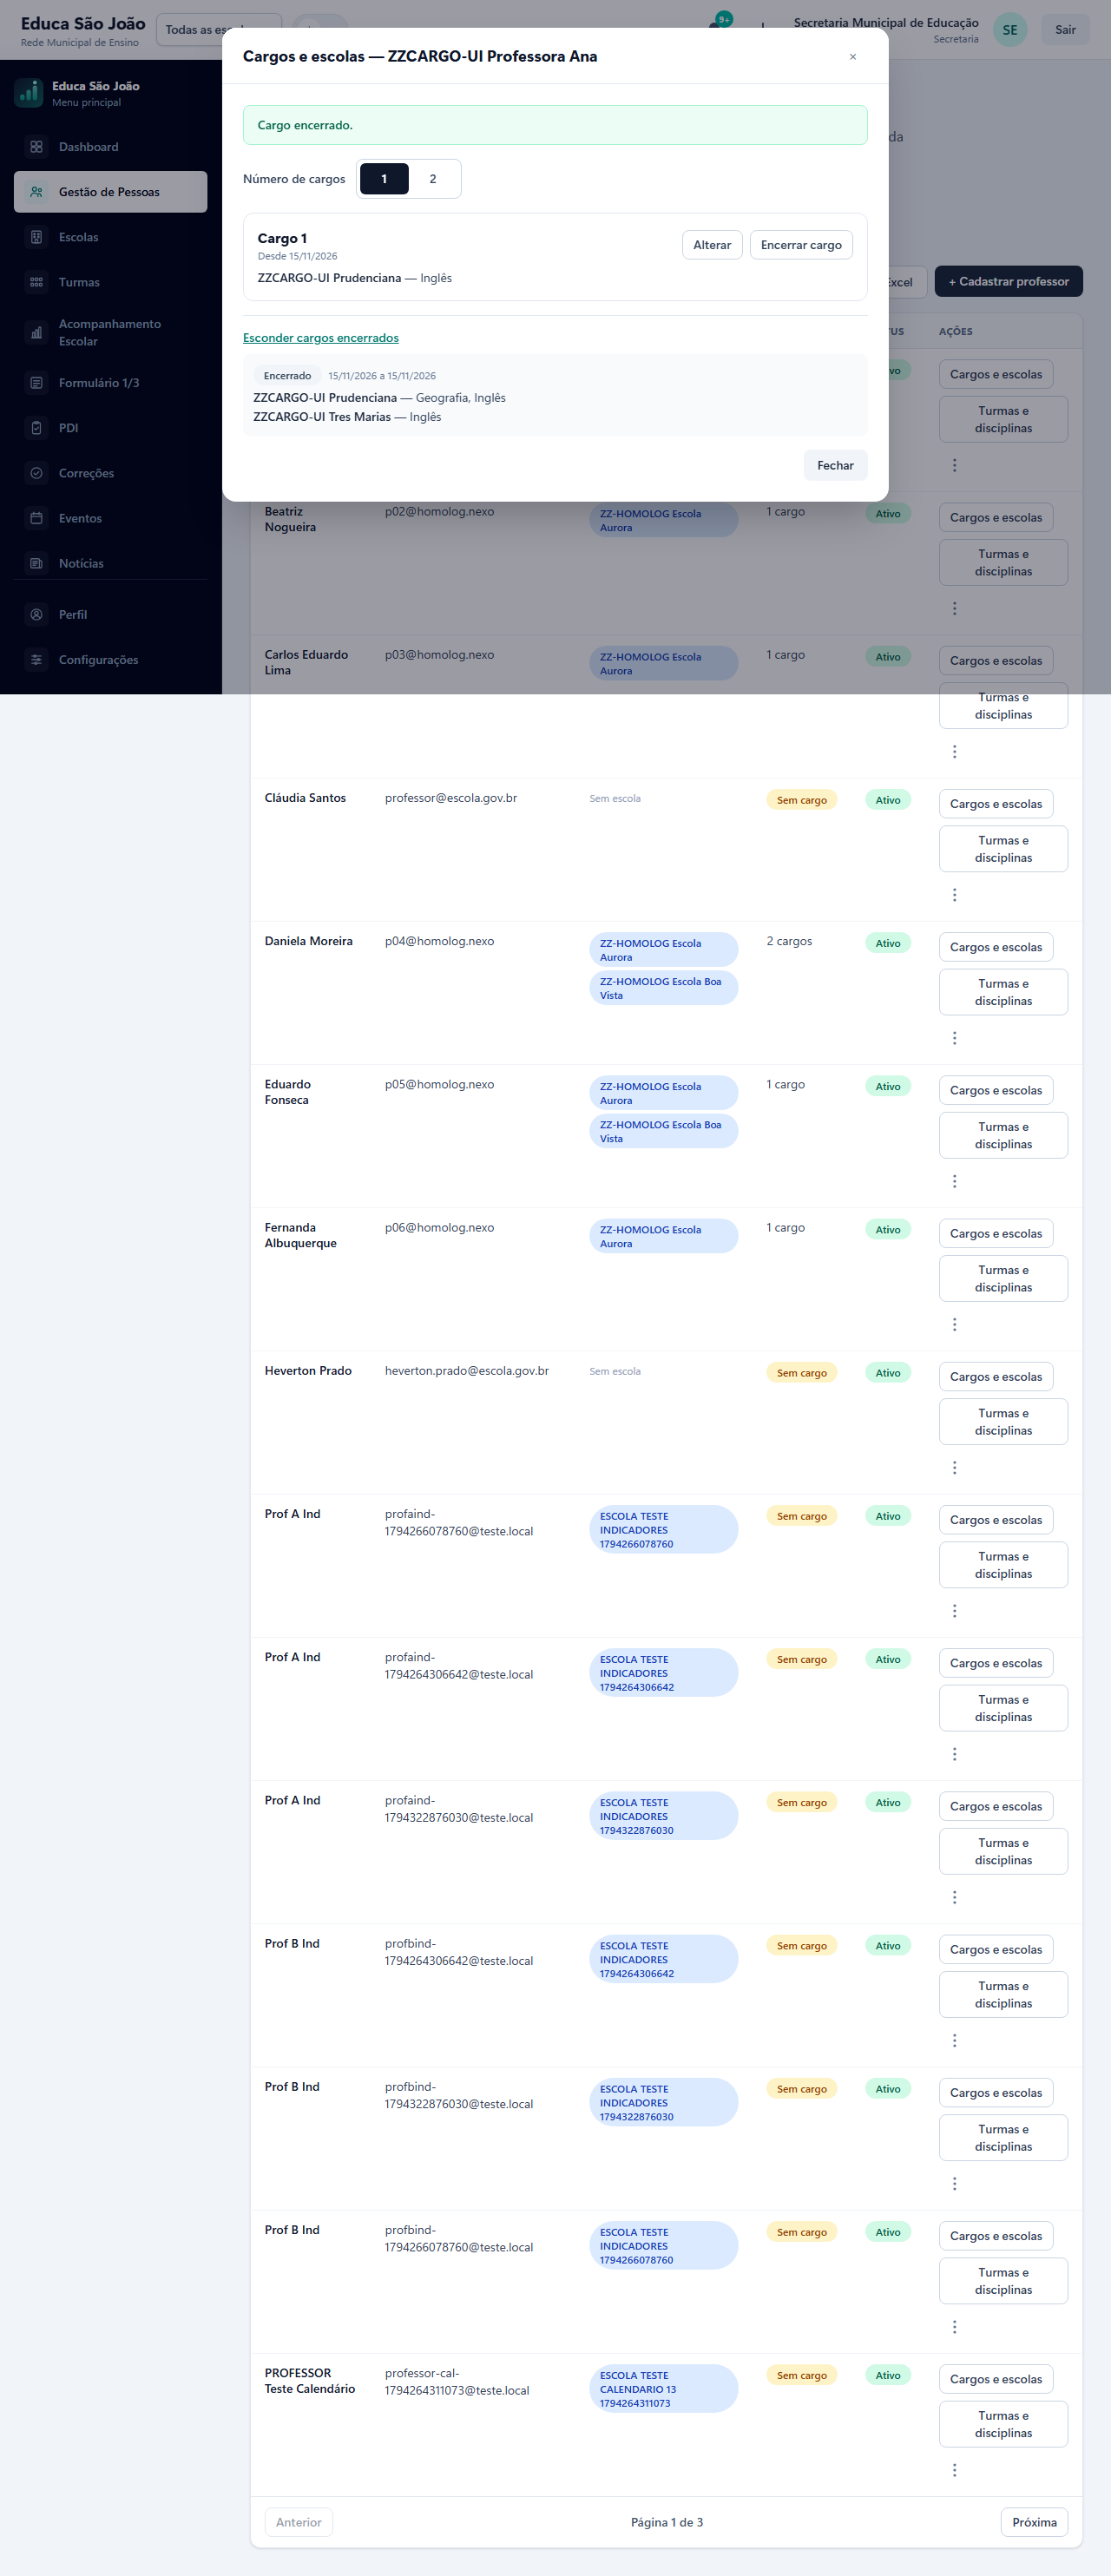 Educa São João
Rede Municipal de Ensino
Todas as
9+
Secretaria Municipal de Educação
Secretaria
SE
Sair
Educa São João
Menu principal
Dashboard
Gestão de Pessoas
Escolas
Turmas
Acompanhamento
Escolar
Formulário 1/3
PDI
Correções
Eventos
Notícias
Perfil
Configurações
Cargos e escolas — ZZCARGO-UI Professora Ana
×
Cargo encerrado.
Número de cargos
1
2
Cargo 1
Desde 15/11/2026
ZZCARGO-UI Prudenciana — Inglês
Alterar
Encerrar cargo
Esconder cargos encerrados
Encerrado
15/11/2026 a 15/11/2026
ZZCARGO-UI Prudenciana — Geografia, Inglês
ZZCARGO-UI Tres Marias — Inglês
Fechar
da
Excel
+ Cadastrar professor
TUS
AÇÕES
vo
Cargos e escolas
Turmas e
disciplinas
Beatriz
Nogueira
p02@homolog.nexo
ZZ-HOMOLOG Escola
Aurora
1 cargo
Ativo
Cargos e escolas
Turmas e
disciplinas
Carlos Eduardo
Lima
p03@homolog.nexo
ZZ-HOMOLOG Escola
Aurora
1 cargo
Ativo
Cargos e escolas
Turmas e
disciplinas
Cláudia Santos
professor@escola.gov.br
Sem escola
Sem cargo
Ativo
Cargos e escolas
Turmas e
disciplinas
Daniela Moreira
p04@homolog.nexo
ZZ-HOMOLOG Escola
Aurora
ZZ-HOMOLOG Escola Boa
Vista
2 cargos
Ativo
Cargos e escolas
Turmas e
disciplinas
Eduardo
Fonseca
p05@homolog.nexo
ZZ-HOMOLOG Escola
Aurora
ZZ-HOMOLOG Escola Boa
Vista
1 cargo
Ativo
Cargos e escolas
Turmas e
disciplinas
Fernanda
Albuquerque
p06@homolog.nexo
ZZ-HOMOLOG Escola
Aurora
1 cargo
Ativo
Cargos e escolas
Turmas e
disciplinas
Heverton Prado
heverton.prado@escola.gov.br
Sem escola
Sem cargo
Ativo
Cargos e escolas
Turmas e
disciplinas
Prof A Ind
profaind-
1794266078760@teste.local
ESCOLA TESTE
INDICADORES
1794266078760
Sem cargo
Ativo
Cargos e escolas
Turmas e
disciplinas
Prof A Ind
profaind-
1794264306642@teste.local
ESCOLA TESTE
INDICADORES
1794264306642
Sem cargo
Ativo
Cargos e escolas
Turmas e
disciplinas
Prof A Ind
profaind-
1794322876030@teste.local
ESCOLA TESTE
INDICADORES
1794322876030
Sem cargo
Ativo
Cargos e escolas
Turmas e
disciplinas
Prof B Ind
profbind-
1794264306642@teste.local
ESCOLA TESTE
INDICADORES
1794264306642
Sem cargo
Ativo
Cargos e escolas
Turmas e
disciplinas
Prof B Ind
profbind-
1794322876030@teste.local
ESCOLA TESTE
INDICADORES
1794322876030
Sem cargo
Ativo
Cargos e escolas
Turmas e
disciplinas
Prof B Ind
profbind-
1794266078760@teste.local
ESCOLA TESTE
INDICADORES
1794266078760
Sem cargo
Ativo
Cargos e escolas
Turmas e
disciplinas
PROFESSOR
Teste Calendário
professor-cal-
1794264311073@teste.local
ESCOLA TESTE
CALENDARIO 13
1794264311073
Sem cargo
Ativo
Cargos e escolas
Turmas e
disciplinas
Anterior
Página 1 de 3
Próxima